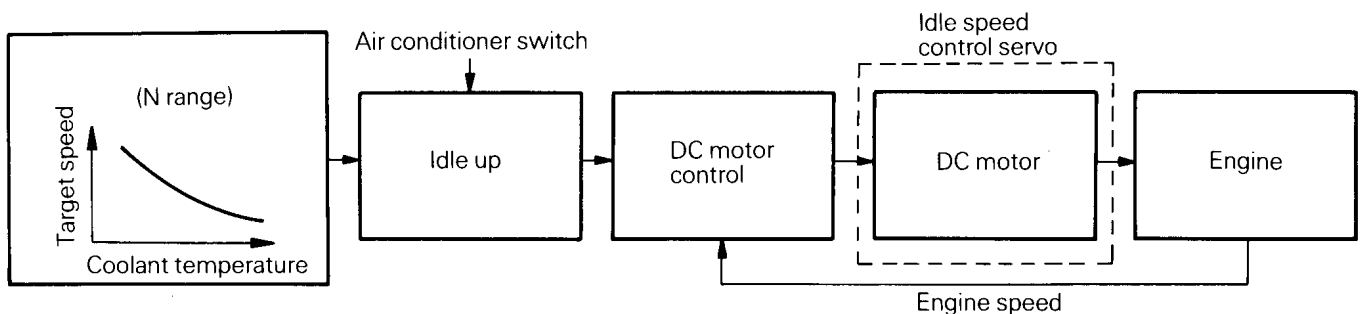 Idle speed
control servo
Air conditioner switch
(N range)
Target speed
Coolant temperature
Idle up
DC motor
control
DC motor
Engine
Engine speed